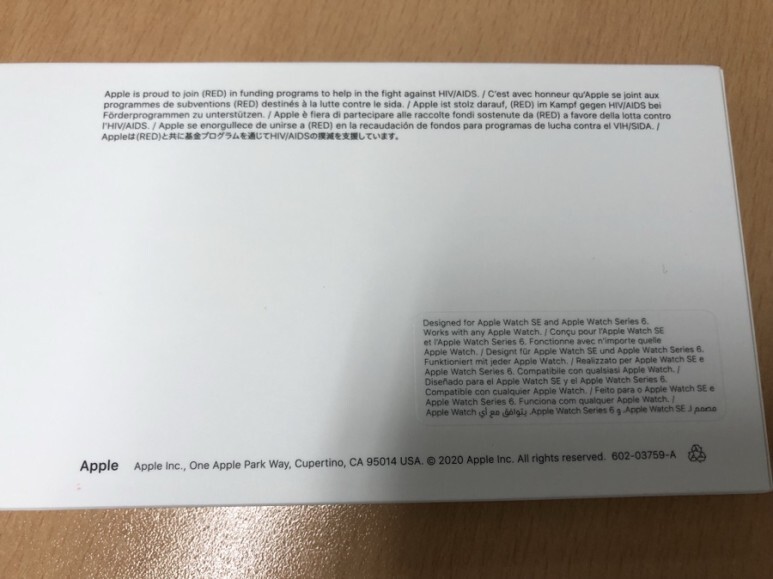 Apple is proud to join (RED) in funding programs to help in the fight against HIV/AIDS. / C'est avec honneur qu'Apple se joint aux
programmes de subventions (RED) destinés à la lutte contre le sida. / Apple ist stolz darauf, (RED) im Kampf gegen HIV/AIDS bei
Förderprogrammen zu unterstützen. / Apple è fiera di partecipare alle raccolte fondi sostenute da (RED) a favore della lotta contro
l'HIV/AIDS. / Apple se enorgullece de unirse a (RED) en la recaudación de fondos para programas de lucha contra el VIH/SIDA. /
Appleは(RED)と共に基金プログラムを通じてHIV/AIDSの撲滅を支援しています。
Designed for Apple Watch SE and Apple Watch Series 6.
Works with any Apple Watch. / Conçu pour l'Apple Watch SE
et l'Apple Watch Series 6. Fonctionne avec n'importe quelle
Apple Watch. / Designt für Apple Watch SE und Apple Watch Series 6.
Funktioniert mit jeder Apple Watch. / Realizzato per Apple Watch SE e
Apple Watch Series 6. Compatibile con qualsiasi Apple Watch. /
Diseñado para el Apple Watch SE y el Apple Watch Series 6.
Compatible con cualquier Apple Watch. / Feito para o Apple Watch SE e
Apple Watch Series 6. Funciona com qualquer Apple Watch. /
مصمم لـ Apple Watch SE، و Apple Watch Series 6. يتوافق مع أي Apple Watch
Apple Apple Inc., One Apple Park Way, Cupertino, CA 95014 USA. © 2020 Apple Inc. All rights reserved. 602-03759-A